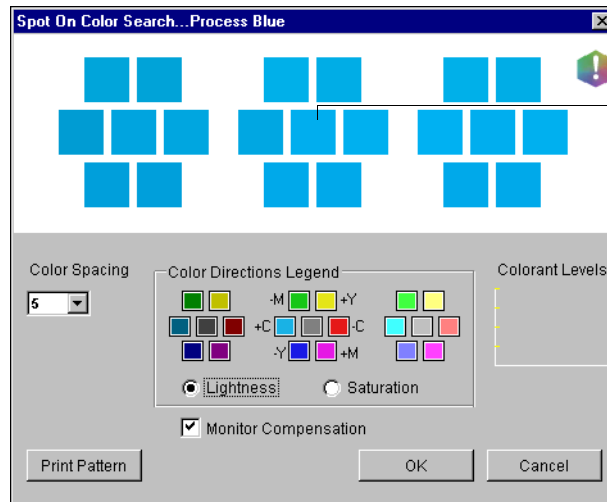 Spot On Color Search...Process Blue
Color Spacing
5
Color Directions Legend
Colorant Levels
-M +Y
+C -C
-Y +M
Lightness
Saturation
Monitor Compensation
Print Pattern
OK
Cancel